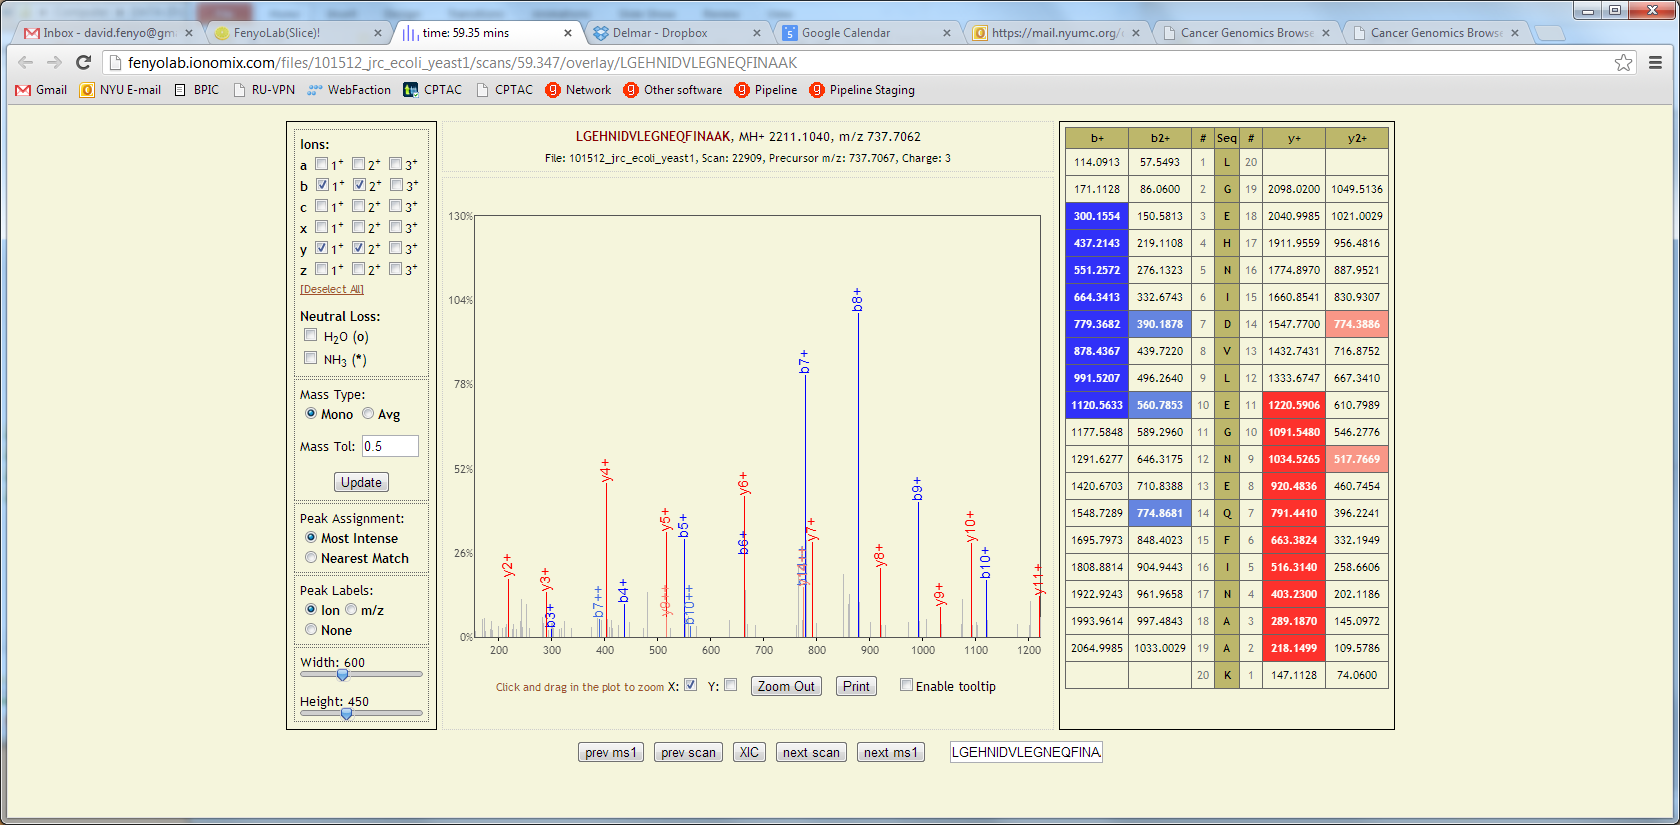 Inbox - david.fenyo@gm
FenyoLab(Slice)!
time: 59.35 mins
Delmar - Dropbox
Google Calendar
https://mail.nyumc.org/
Cancer Genomics Browse
Cancer Genomics Browse
fenyolab.ionomix.com/files/101512_jrc_ecoli_yeast1/scans/59.347/overlay/LGEHNIDVLEGNEQFINAAK
Gmail NYU E-mail BPIC RU-VPN WebFaction CPTAC CPTAC Network Other software Pipeline Pipeline Staging
Ions:
a 1+ 2+ 3+
b 1+ 2+ 3+
c 1+ 2+ 3+
x 1+ 2+ 3+
y 1+ 2+ 3+
z 1+ 2+ 3+
[Deselect All]
Neutral Loss:
H2O (o)
NH3 (*)
Mass Type:
Mono Avg
Mass Tol: 0.5
Update
Peak Assignment:
Most Intense
Nearest Match
Peak Labels:
Ion m/z
None
Width: 600
Height: 450
LGEHNIDVLEGNEQFINAAK, MH+ 2211.1040, m/z 737.7062
File: 101512_jrc_ecoli_yeast1, Scan: 22909, Precursor m/z: 737.7067, Charge: 3
130%
104%
78%
52%
26%
0%
y2+
y3+
b3+
b7++
y4+
b4+
y9++
y5+
b5+
b10++
b6+
y6+
b14++
b7+
y7+
b8+
y8+
b9+
y9+
y10+
b10+
y11+
200 300 400 500 600 700 800 900 1000 1100 1200
Click and drag in the plot to zoom X: Y: Zoom Out Print Enable tooltip
b+ b2+ # Seq # y+ y2+
114.0913 57.5493 1 L 20
171.1128 86.0600 2 G 19 2098.0200 1049.5136
300.1554 150.5813 3 E 18 2040.9985 1021.0029
437.2143 219.1108 4 H 17 1911.9559 956.4816
551.2572 276.1323 5 N 16 1774.8970 887.9521
664.3413 332.6743 6 I 15 1660.8541 830.9307
779.3682 390.1878 7 D 14 1547.7700 774.3886
878.4367 439.7220 8 V 13 1432.7431 716.8752
991.5207 496.2640 9 L 12 1333.6747 667.3410
1120.5633 560.7853 10 E 11 1220.5906 610.7989
1177.5848 589.2960 11 G 10 1091.5480 546.2776
1291.6277 646.3175 12 N 9 1034.5265 517.7669
1420.6703 710.8388 13 E 8 920.4836 460.7454
1548.7289 774.8681 14 Q 7 791.4410 396.2241
1695.7973 848.4023 15 F 6 663.3824 332.1949
1808.8814 904.9443 16 I 5 516.3140 258.6606
1922.9243 961.9658 17 N 4 403.2300 202.1186
1993.9614 997.4843 18 A 3 289.1870 145.0972
2064.9985 1033.0029 19 A 2 218.1499 109.5786
20 K 1 147.1128 74.0600
prev ms1 prev scan XIC next scan next ms1 LGEHNIDVLEGNEQFINA